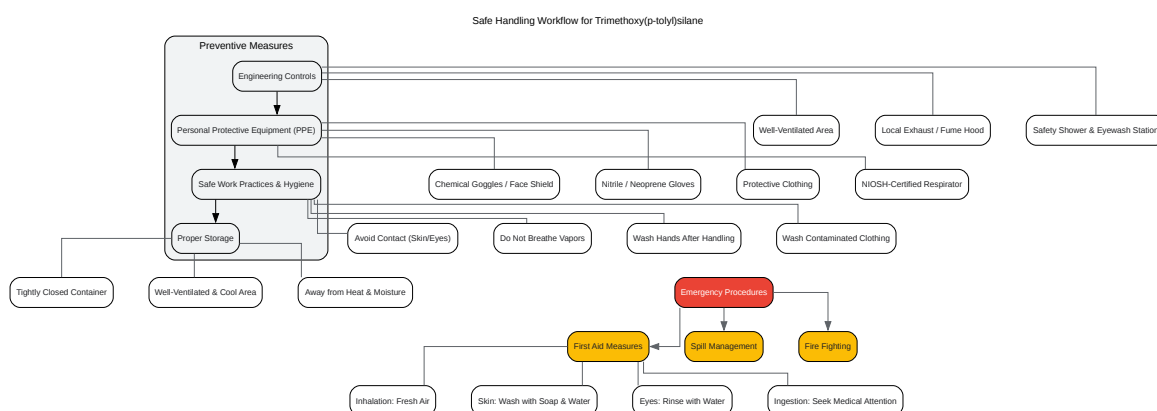 Safe Handling Workflow for Trimethoxy(p-tolyl)silane
Preventive Measures
Engineering Controls
Personal Protective Equipment (PPE)
Well-Ventilated Area
Local Exhaust / Fume Hood
Safety Shower & Eyewash Station
Safe Work Practices & Hygiene
Chemical Goggles / Face Shield
Nitrile / Neoprene Gloves
Protective Clothing
NIOSH-Certified Respirator
Proper Storage
Avoid Contact (Skin/Eyes)
Do Not Breathe Vapors
Wash Hands After Handling
Wash Contaminated Clothing
Tightly Closed Container
Well-Ventilated & Cool Area
Away from Heat & Moisture
Emergency Procedures
First Aid Measures
Spill Management
Fire Fighting
Inhalation: Fresh Air
Skin: Wash with Soap & Water
Eyes: Rinse with Water
Ingestion: Seek Medical Attention